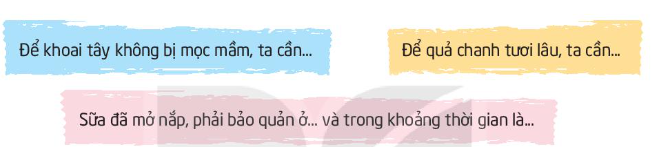 Để khoai tây không bị mọc mầm, ta cần...
Để quả chanh tươi lâu, ta cần...
Sữa đã mở nắp, phải bảo quản ở... và trong khoảng thời gian là...